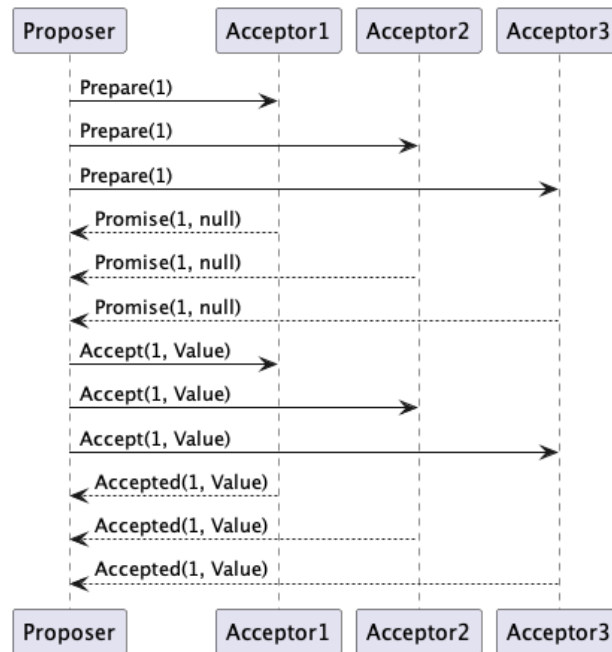 Proposer Acceptor1 Acceptor2 Acceptor3
Prepare(1)
Prepare(1)
Prepare(1)
Promise(1, null)
Promise(1, null)
Promise(1, null)
Accept(1, Value)
Accept(1, Value)
Accept(1, Value)
Accepted(1, Value)
Accepted(1, Value)
Accepted(1, Value)
Proposer Acceptor1 Acceptor2 Acceptor3